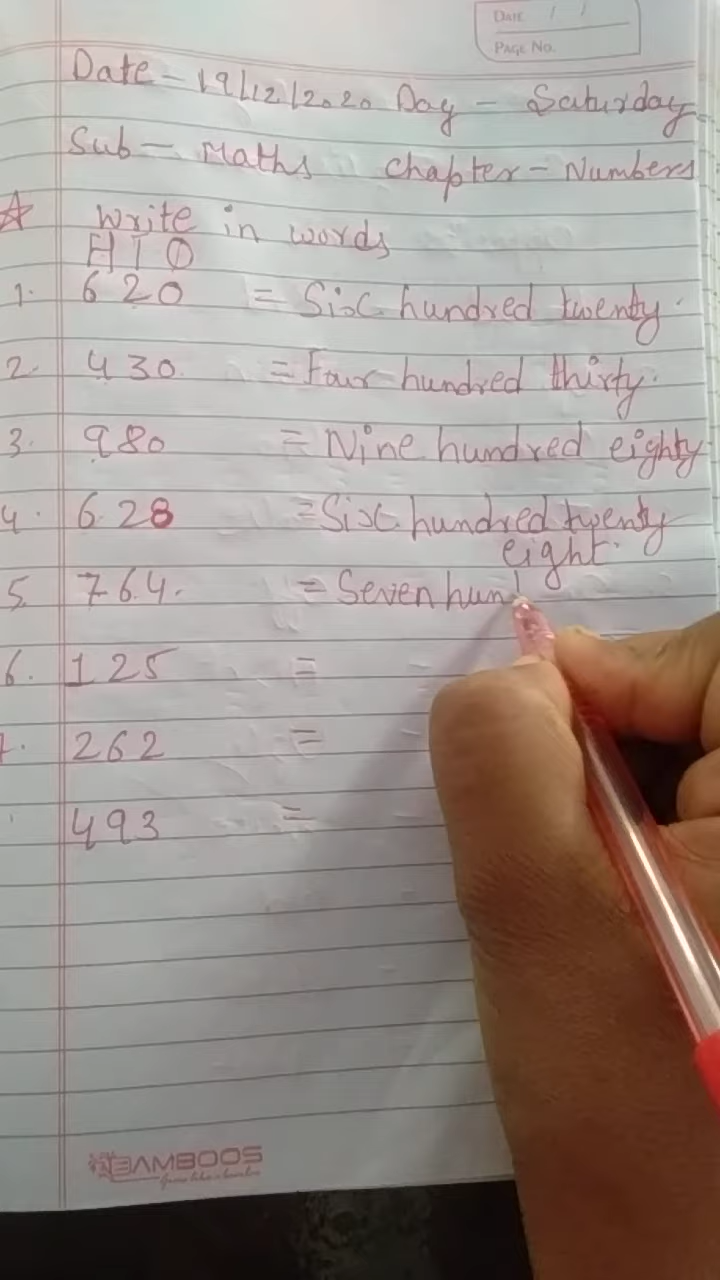 DATE / /
PAGE NO.
Date - 19/12/2020 Day - Saturday
Sub - Maths Chapter - Numbers
Write in words
H T O
1. 620 = Six hundred twenty.
2. 430 = Four hundred thirty.
3. 980 = Nine hundred eighty
4. 628 = Six hundred twenty
eight.
5. 764. = Seven hun
6. 125 =
7. 262 =
493 =
BAMBOOS